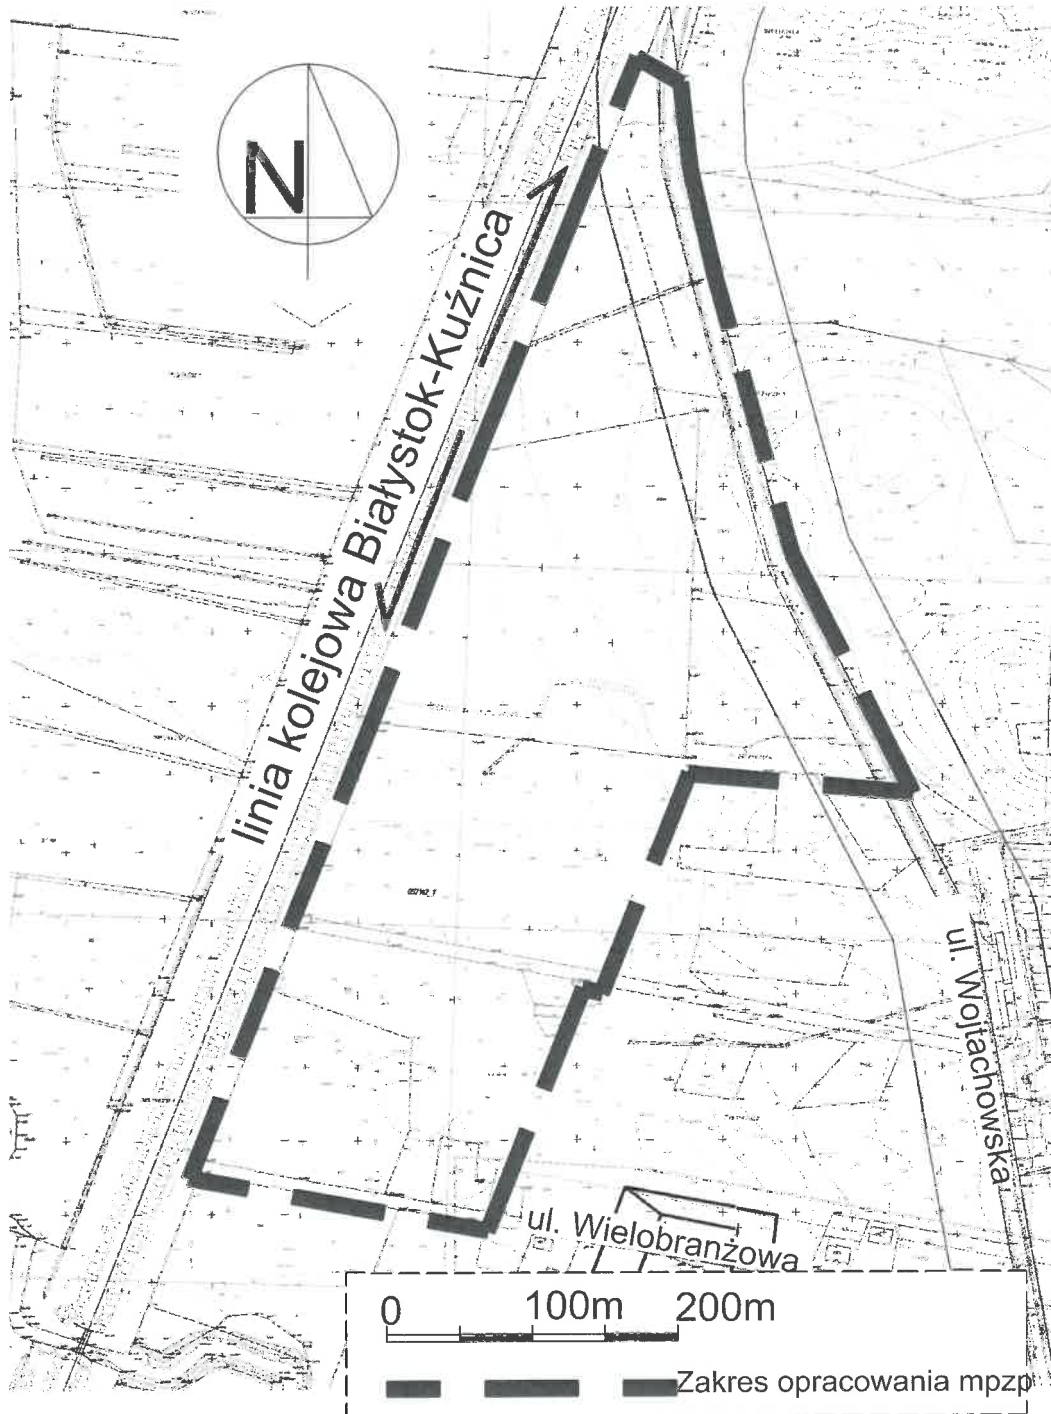 N
linia kolejowa Białystok-Kuźnica
ul. Wojtachowska
ul. Wielobranżowa
0 100m 200m
Zakres opracowania mpzp